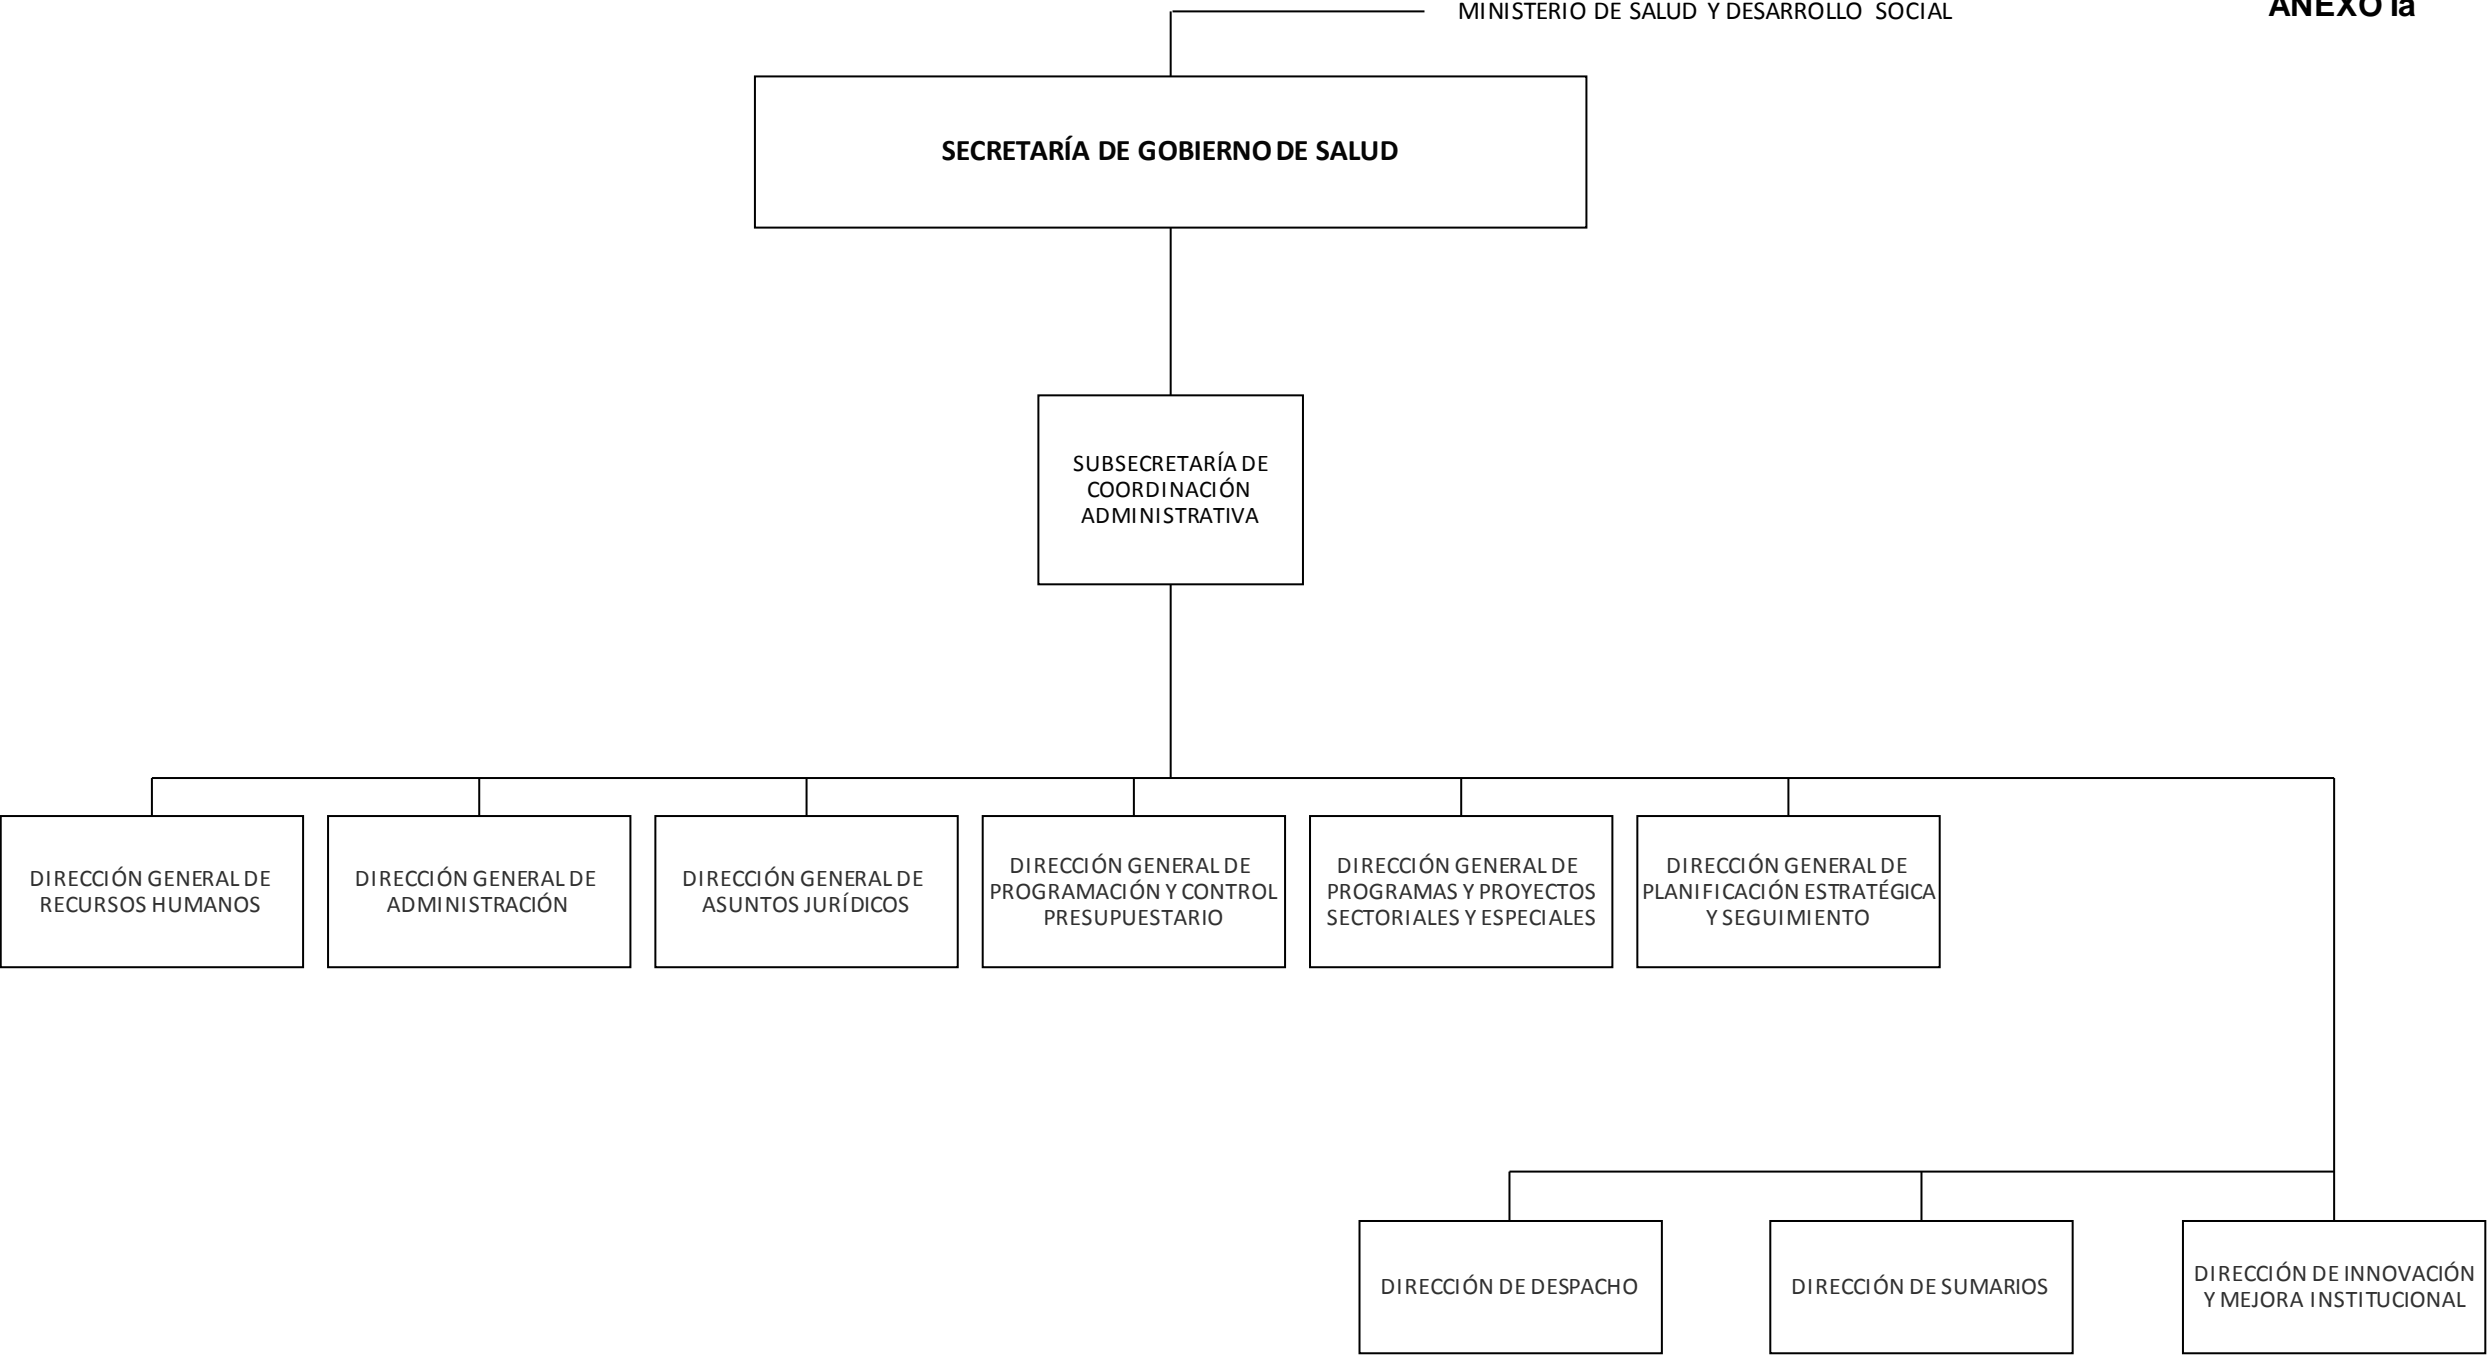 MINISTERIO DE SALUD Y DESARROLLO SOCIAL
ANEXO Ia
SECRETARÍA DE GOBIERNO DE SALUD
SUBSECRETARÍA DE
COORDINACIÓN
ADMINISTRATIVA
DIRECCIÓN GENERAL DE
RECURSOS HUMANOS
DIRECCIÓN GENERAL DE
ADMINISTRACIÓN
DIRECCIÓN GENERAL DE
ASUNTOS JURÍDICOS
DIRECCIÓN GENERAL DE
PROGRAMACIÓN Y CONTROL
PRESUPUESTARIO
DIRECCIÓN GENERAL DE
PROGRAMAS Y PROYECTOS
SECTORIALES Y ESPECIALES
DIRECCIÓN GENERAL DE
PLANIFICACIÓN ESTRATÉGICA
Y SEGUIMIENTO
DIRECCIÓN DE DESPACHO
DIRECCIÓN DE SUMARIOS
DIRECCIÓN DE INNOVACIÓN
Y MEJORA INSTITUCIONAL